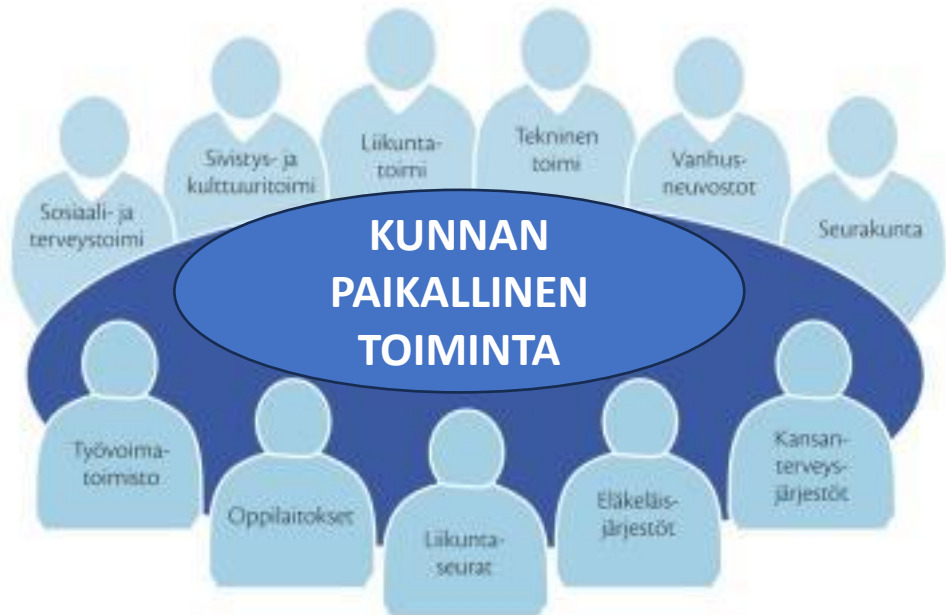 Sosiaali- ja
terveystoimi
Sivistys- ja
kulttuuritoimi
Liikunta-
toimi
Tekninen
toimi
Vanhus-
neuvostot
Seurakunta
KUNNAN
PAIKALLINEN
TOIMINTA
Työvoima-
toimisto
Oppilaitokset
Liikunta-
seurat
Eläkeläis-
järjestöt
Kansan-
terveys-
järjestöt